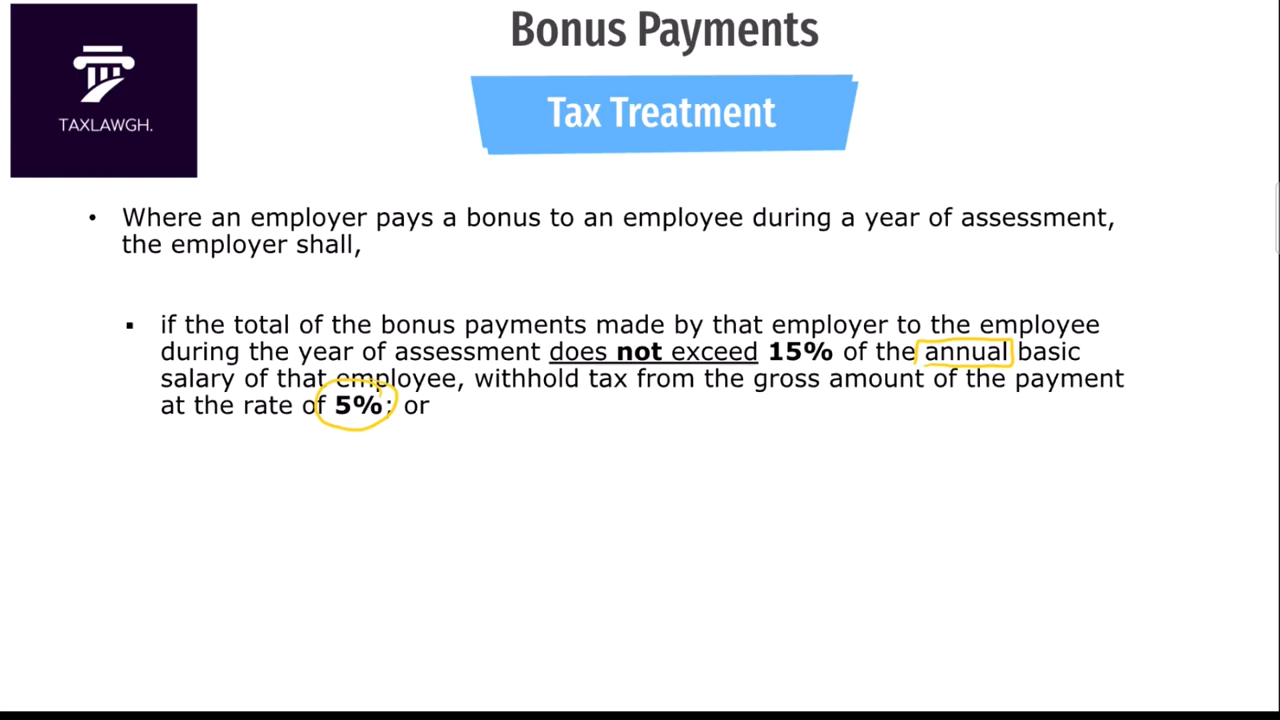 TAXLAWGH.
Bonus Payments
Tax Treatment
• Where an employer pays a bonus to an employee during a year of assessment,
the employer shall,
▪ if the total of the bonus payments made by that employer to the employee
during the year of assessment does not exceed 15% of the annual basic
salary of that employee, withhold tax from the gross amount of the payment
at the rate of 5%; or